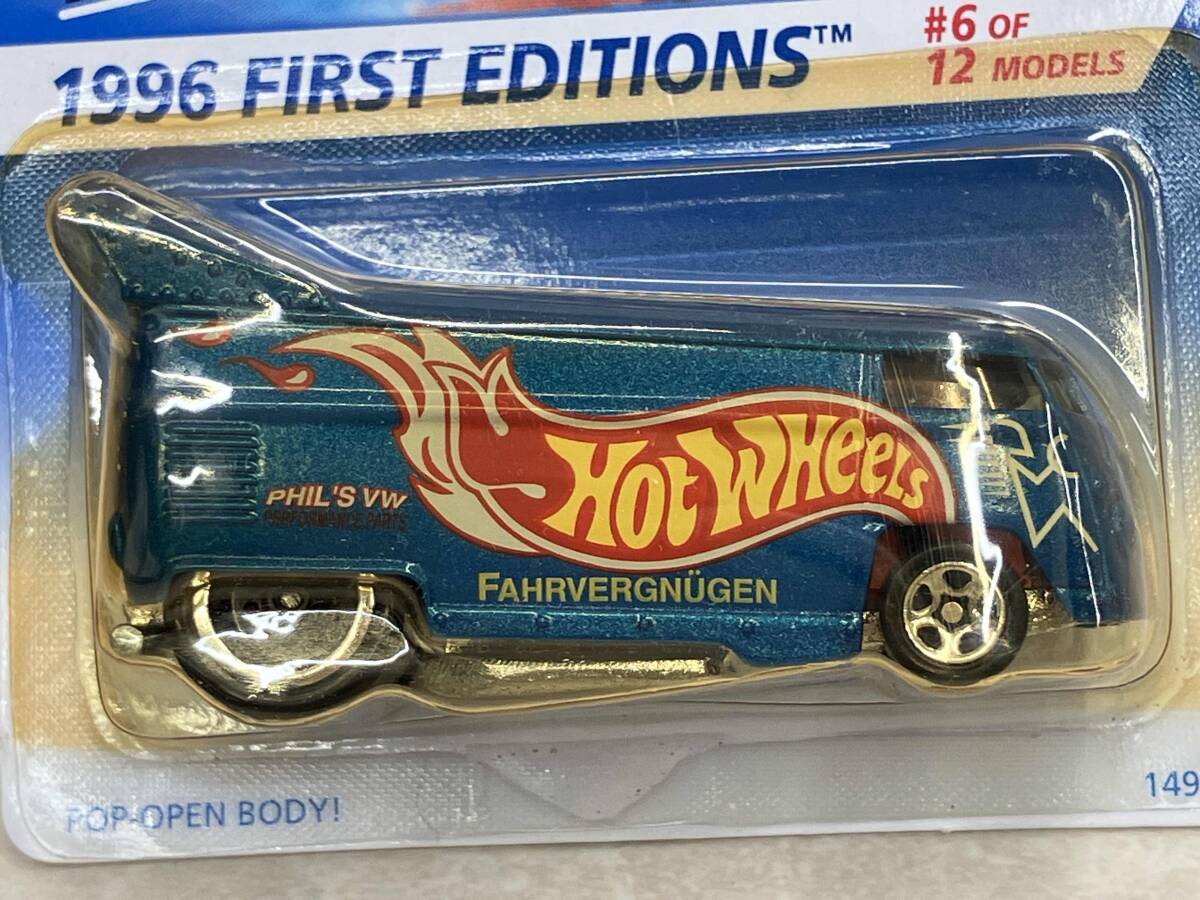 1996 FIRST EDITIONS™
#6 OF
12 MODELS
HOT WHEELS
PHIL'S VW
PERFORMANCE PARTS
FAHRVERGNÜGEN
POP-OPEN BODY!
149